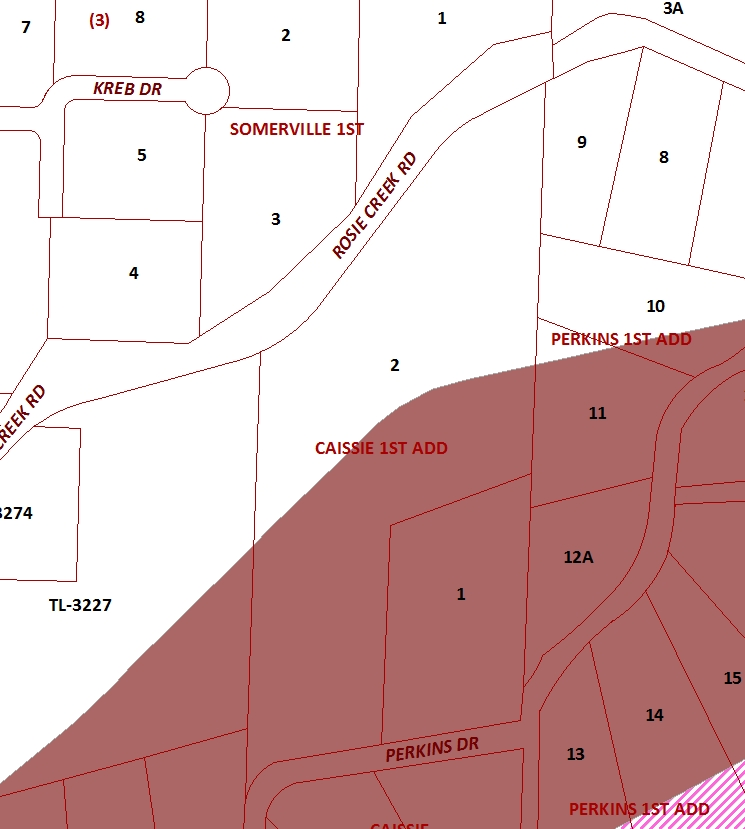 3A
7
(3)
8
2
1
KREB DR
SOMERVILLE 1ST
9
8
5
ROSIE CREEK RD
3
4
10
PERKINS 1ST ADD
2
CREEK RD
11
CAISSIE 1ST ADD
3274
12A
1
TL-3227
15
14
PERKINS DR
13
PERKINS 1ST ADD
CAISSIE